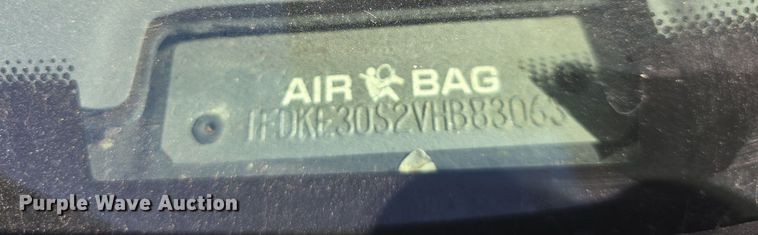 AIR BAG
1FDKE30S2VHB83063
Purple Wave Auction